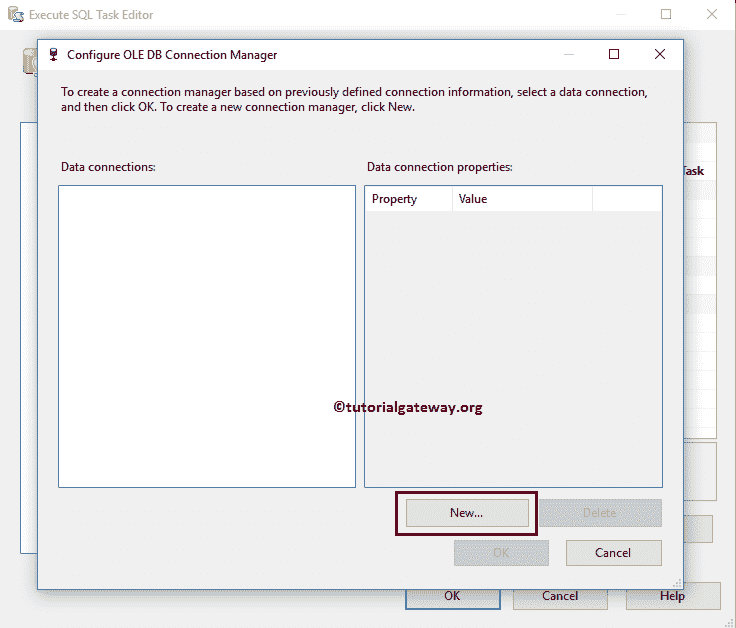 Execute SQL Task Editor
Configure OLE DB Connection Manager
To create a connection manager based on previously defined connection information, select a data connection,
and then click OK. To create a new connection manager, click New.
Data connections:
Data connection properties:
Task
Property
Value
©tutorialgateway.org
New...
Delete
OK
Cancel
OK
Cancel
Help